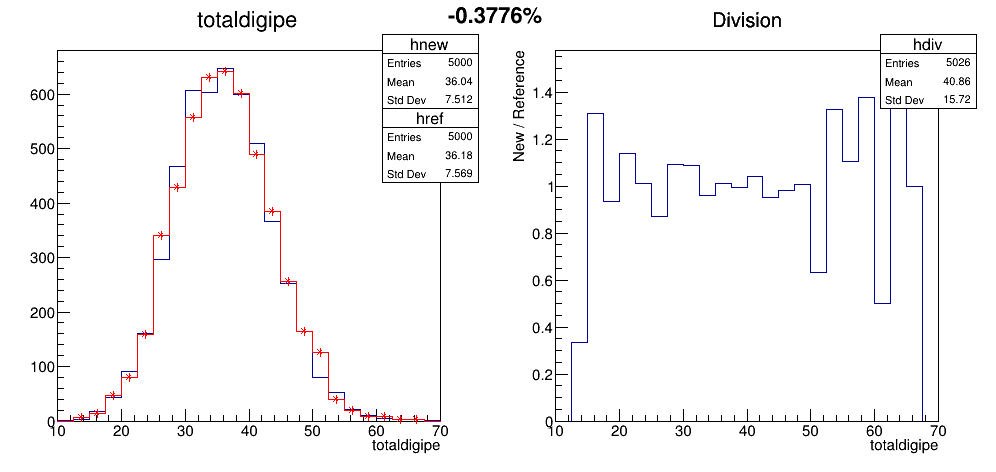 -0.3776%
totaldigipe
hnew
Entries 5000
Mean 36.04
Std Dev 7.512
href
Entries 5000
Mean 36.18
Std Dev 7.569
600
500
400
300
200
100
0
10 20 30 40 50 60 70
totaldigipe
Division
hdiv
Entries 5026
Mean 40.86
Std Dev 15.72
New / Reference
1.4
1.2
1
0.8
0.6
0.4
0.2
0
10 20 30 40 50 60 70
totaldigipe